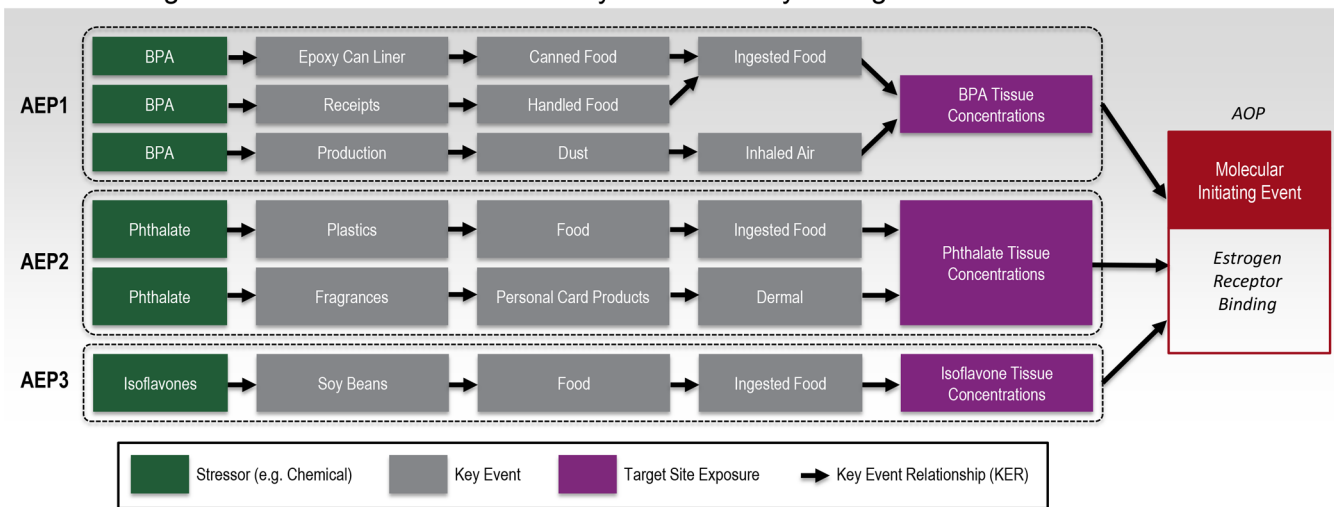 BPA
Epoxy Can Liner
Canned Food
Ingested Food
AEP1
BPA
Receipts
Handled Food
BPA Tissue
Concentrations
BPA
Production
Dust
Inhaled Air
AOP
Molecular
Initiating Event
Estrogen
Receptor
Binding
AEP2
Phthalate
Plastics
Food
Ingested Food
Phthalate Tissue
Concentrations
Phthalate
Fragrances
Personal Card Products
Dermal
AEP3
Isoflavones
Soy Beans
Food
Ingested Food
Isoflavone Tissue
Concentrations
Stressor (e.g. Chemical)
Key Event
Target Site Exposure
Key Event Relationship (KER)